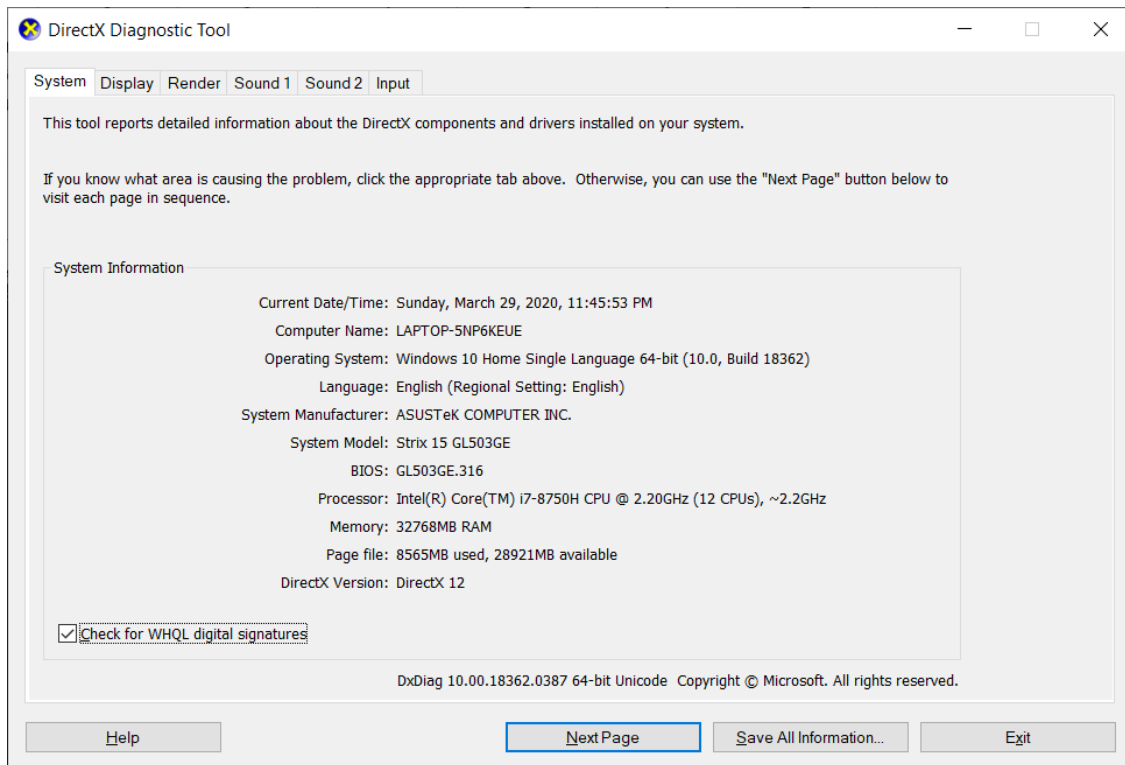 DirectX Diagnostic Tool
System Display Render Sound 1 Sound 2 Input
This tool reports detailed information about the DirectX components and drivers installed on your system.
If you know what area is causing the problem, click the appropriate tab above. Otherwise, you can use the "Next Page" button below to
visit each page in sequence.
System Information
Current Date/Time: Sunday, March 29, 2020, 11:45:53 PM
Computer Name: LAPTOP-5NP6KEUE
Operating System: Windows 10 Home Single Language 64-bit (10.0, Build 18362)
Language: English (Regional Setting: English)
System Manufacturer: ASUSTeK COMPUTER INC.
System Model: Strix 15 GL503GE
BIOS: GL503GE.316
Processor: Intel(R) Core(TM) i7-8750H CPU @ 2.20GHz (12 CPUs), ~2.2GHz
Memory: 32768MB RAM
Page file: 8565MB used, 28921MB available
DirectX Version: DirectX 12
Check for WHQL digital signatures
DxDiag 10.00.18362.0387 64-bit Unicode Copyright © Microsoft. All rights reserved.
Help Next Page Save All Information... Exit